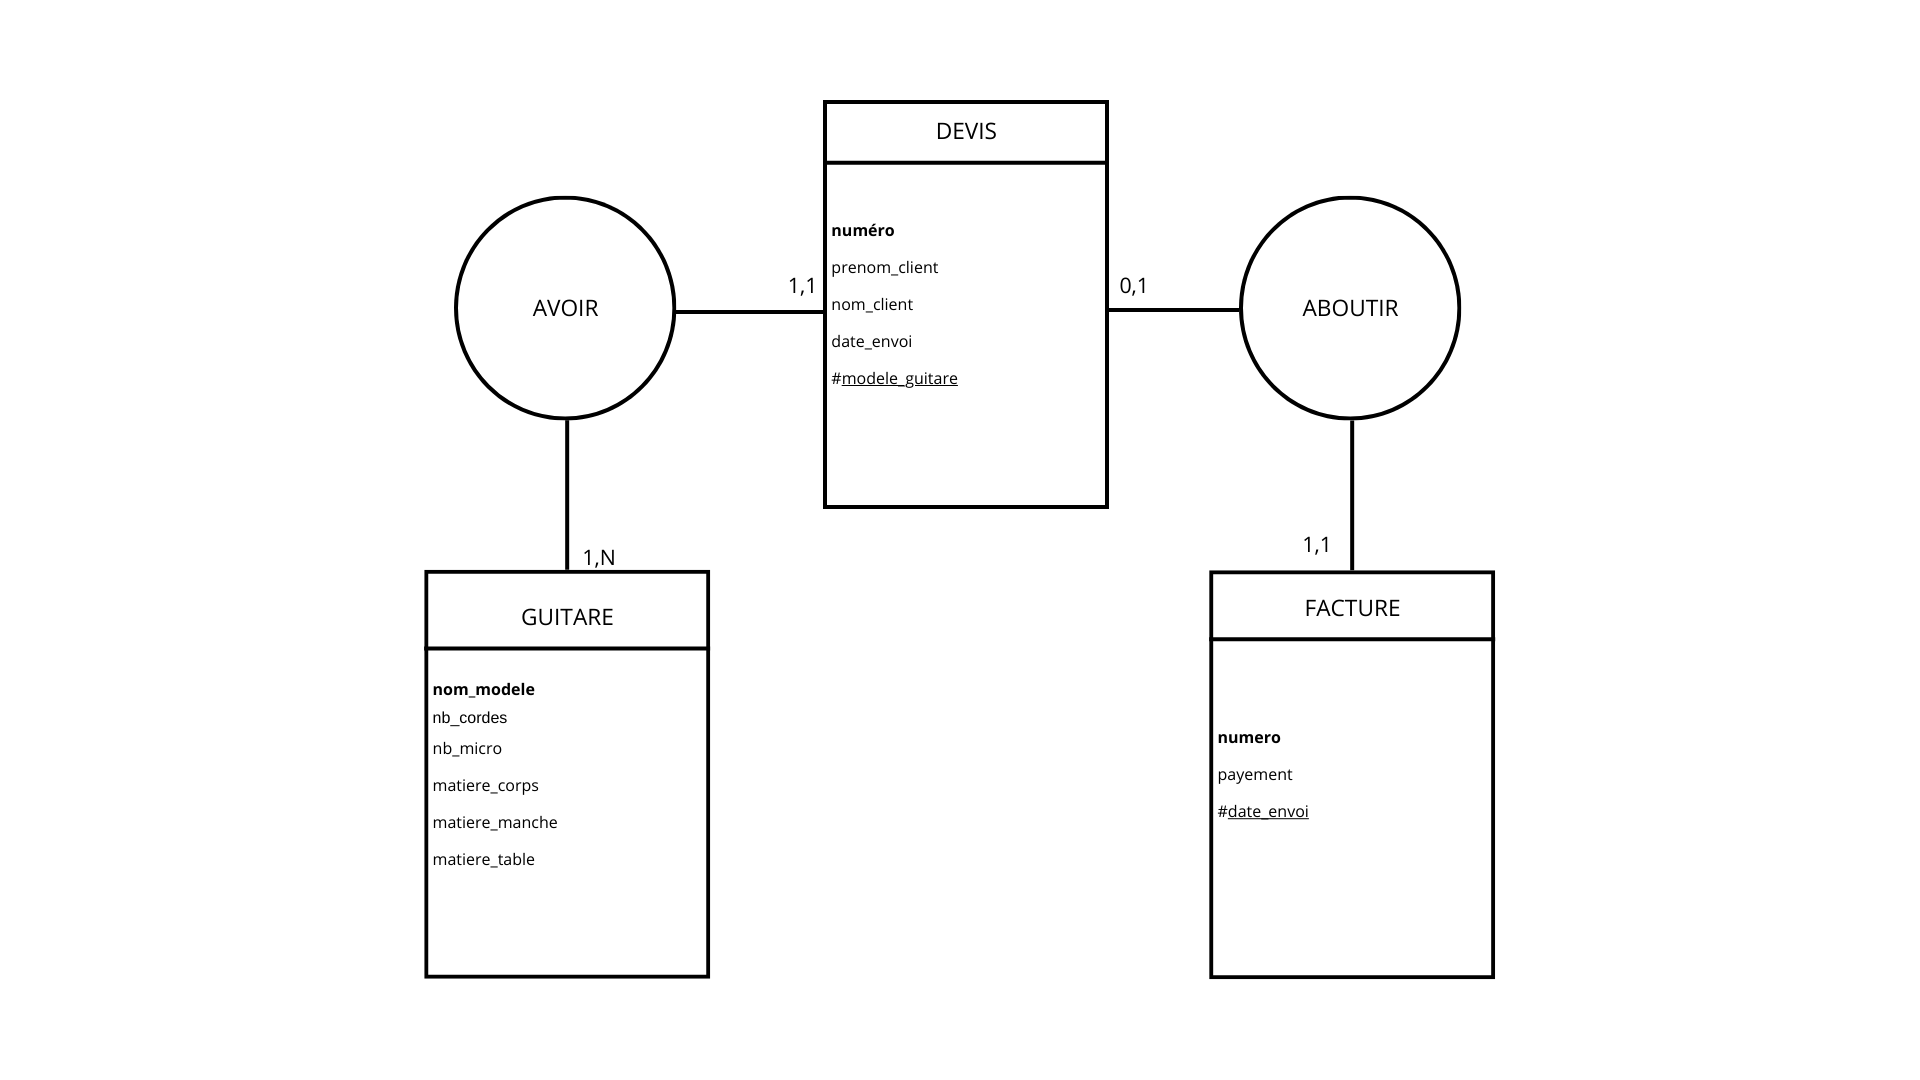 DEVIS
numéro
prenom_client
nom_client
date_envoi
#modele_guitare
AVOIR
1,1
0,1
ABOUTIR
1,N
1,1
GUITARE
nom_modele
nb_cordes
nb_micro
matiere_corps
matiere_manche
matiere_table
FACTURE
numero
payement
#date_envoi